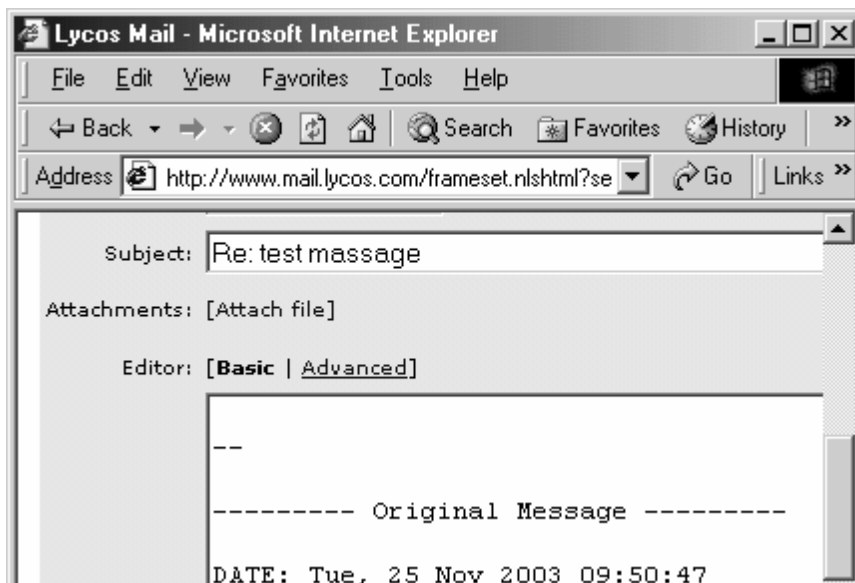 Lycos Mail - Microsoft Internet Explorer
File Edit View Favorites Tools Help
Back Search Favorites History »
Address http://www.mail.lycos.com/frameset.nlshtml?se Go Links »
Subject: Re: test massage
Attachments: [Attach file]
Editor: [Basic | Advanced]
--
--------- Original Message ---------
DATE: Tue, 25 Nov 2003 09:50:47